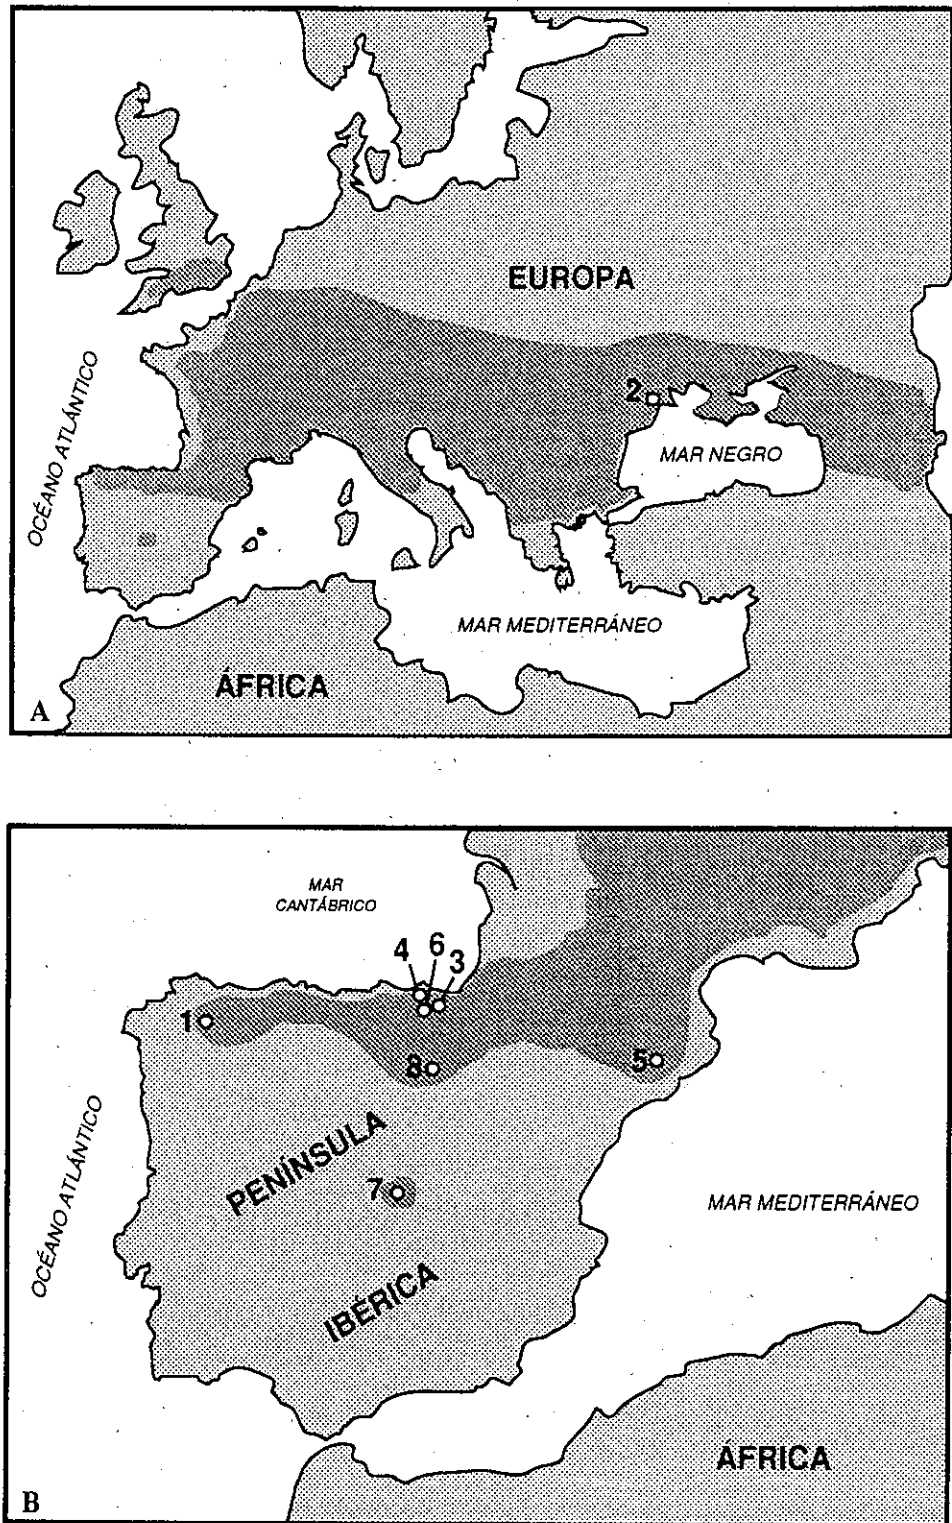 EUROPA
OCÉANO ATLÁNTICO
2
MAR NEGRO
MAR MEDITERRÁNEO
ÁFRICA
A
MAR
CANTÁBRICO
4
6
3
1
8
5
PENÍNSULA
7
IBÉRICA
OCÉANO ATLÁNTICO
MAR MEDITERRÁNEO
ÁFRICA
B